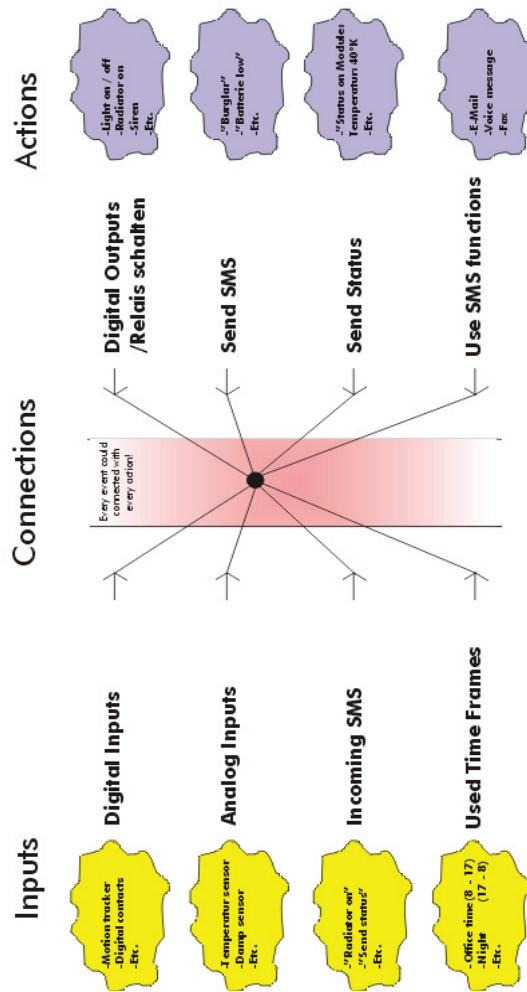 Inputs
Connections
Actions
-Motion tracker
-Digital contacts
-Etc.
Digital Inputs
-Temperatur sensor
-Damp sensor
-Etc.
Analog Inputs
-"Radiator on"
-"Send status"
-Etc.
Incoming SMS
-Office time(8 - 17)
-Night (17 - 8)
-Etc.
Used Time Frames
Every event could
connected with
every action!
Digital Outputs
/Relais schalten
-Light on / off
-Radiator on
-Siren
-Etc.
Send SMS
-"Burglar"
-"Batterie low"
-Etc.
Send Status
-"Status on Module:
Temperatur: 40°K
-Etc.
Use SMS functions
-E-Mail
-Voice message
-Fax